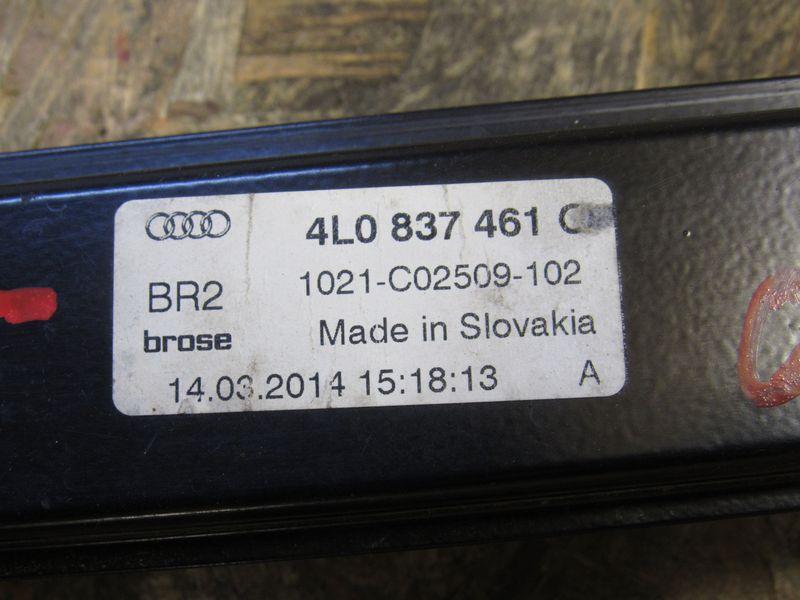 4L0 837 461 C
BR2 1021-C02509-102
brose Made in Slovakia
14.03.2014 15:18:13 A